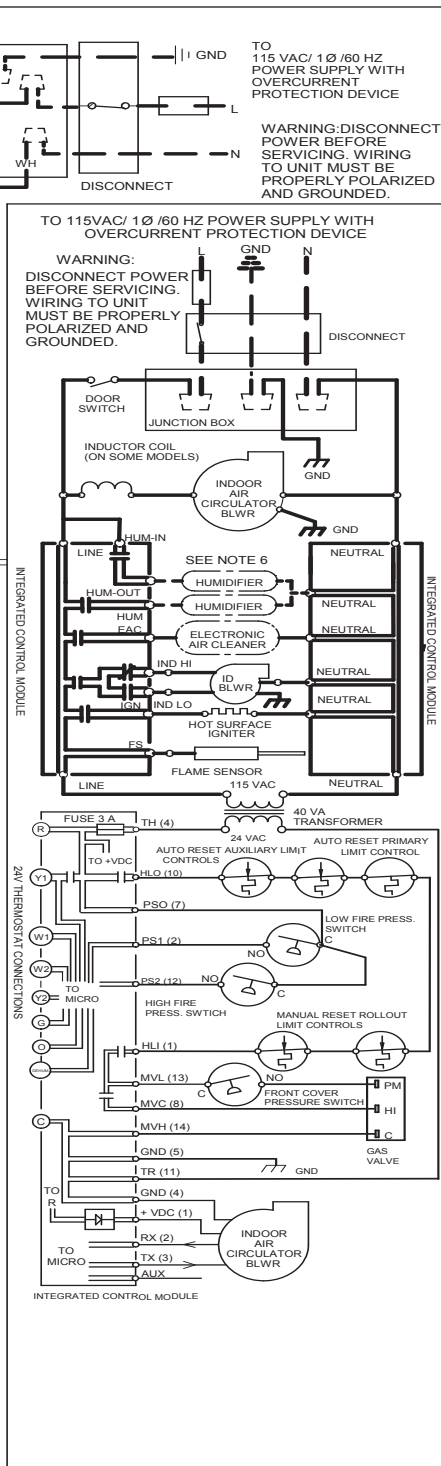 GND
L
N
WH
DISCONNECT
TO
115 VAC/ 1Ø /60 HZ
POWER SUPPLY WITH
OVERCURRENT
PROTECTION DEVICE
WARNING:DISCONNECT
POWER BEFORE
SERVICING. WIRING
TO UNIT MUST BE
PROPERLY POLARIZED
AND GROUNDED.
TO 115VAC/ 1Ø /60 HZ POWER SUPPLY WITH
OVERCURRENT PROTECTION DEVICE
WARNING:
DISCONNECT POWER
BEFORE SERVICING.
WIRING TO UNIT
MUST BE PROPERLY
POLARIZED AND
GROUNDED.
L
GND
N
DISCONNECT
DOOR
SWITCH
JUNCTION BOX
GND
INDUCTOR COIL
(ON SOME MODELS)
INDOOR
AIR
CIRCULATOR
BLWR
GND
INTEGRATED CONTROL MODULE
LINE
HUM-IN
SEE NOTE 6
NEUTRAL
HUMIDIFIER
HUM-OUT
HUMIDIFIER
NEUTRAL
HUM
EAC
ELECTRONIC
AIR CLEANER
NEUTRAL
IND HI
ID
BLWR
NEUTRAL
IGN
IND LO
NEUTRAL
HOT SURFACE
IGNITER
FS
FLAME SENSOR
LINE
115 VAC
NEUTRAL
INTEGRATED CONTROL MODULE
40 VA
TRANSFORMER
24 VAC
FUSE 3 A
TH (4)
R
TO +VDC
AUTO RESET AUXILIARY LIMIT
CONTROLS
AUTO RESET PRIMARY
LIMIT CONTROL
HLO (10)
Y1
PSO (7)
LOW FIRE PRESS.
SWITCH
W1
PS1 (2)
NO
C
W2
PS2 (12)
NO
C
Y2
TO
MICRO
HIGH FIRE
PRESS. SWTICH
G
O
DEHUM
24V THERMOSTAT CONNECTIONS
MANUAL RESET ROLLOUT
LIMIT CONTROLS
HLI (1)
MVL (13)
C
NO
FRONT COVER
PRESSURE SWITCH
PM
HI
C
GAS
VALVE
MVC (8)
C
MVH (14)
GND (5)
GND
TR (11)
GND (4)
TO
R
+ VDC (1)
RX (2)
TO
MICRO
TX (3)
AUX
INDOOR
AIR
CIRCULATOR
BLWR
INTEGRATED CONTROL MODULE